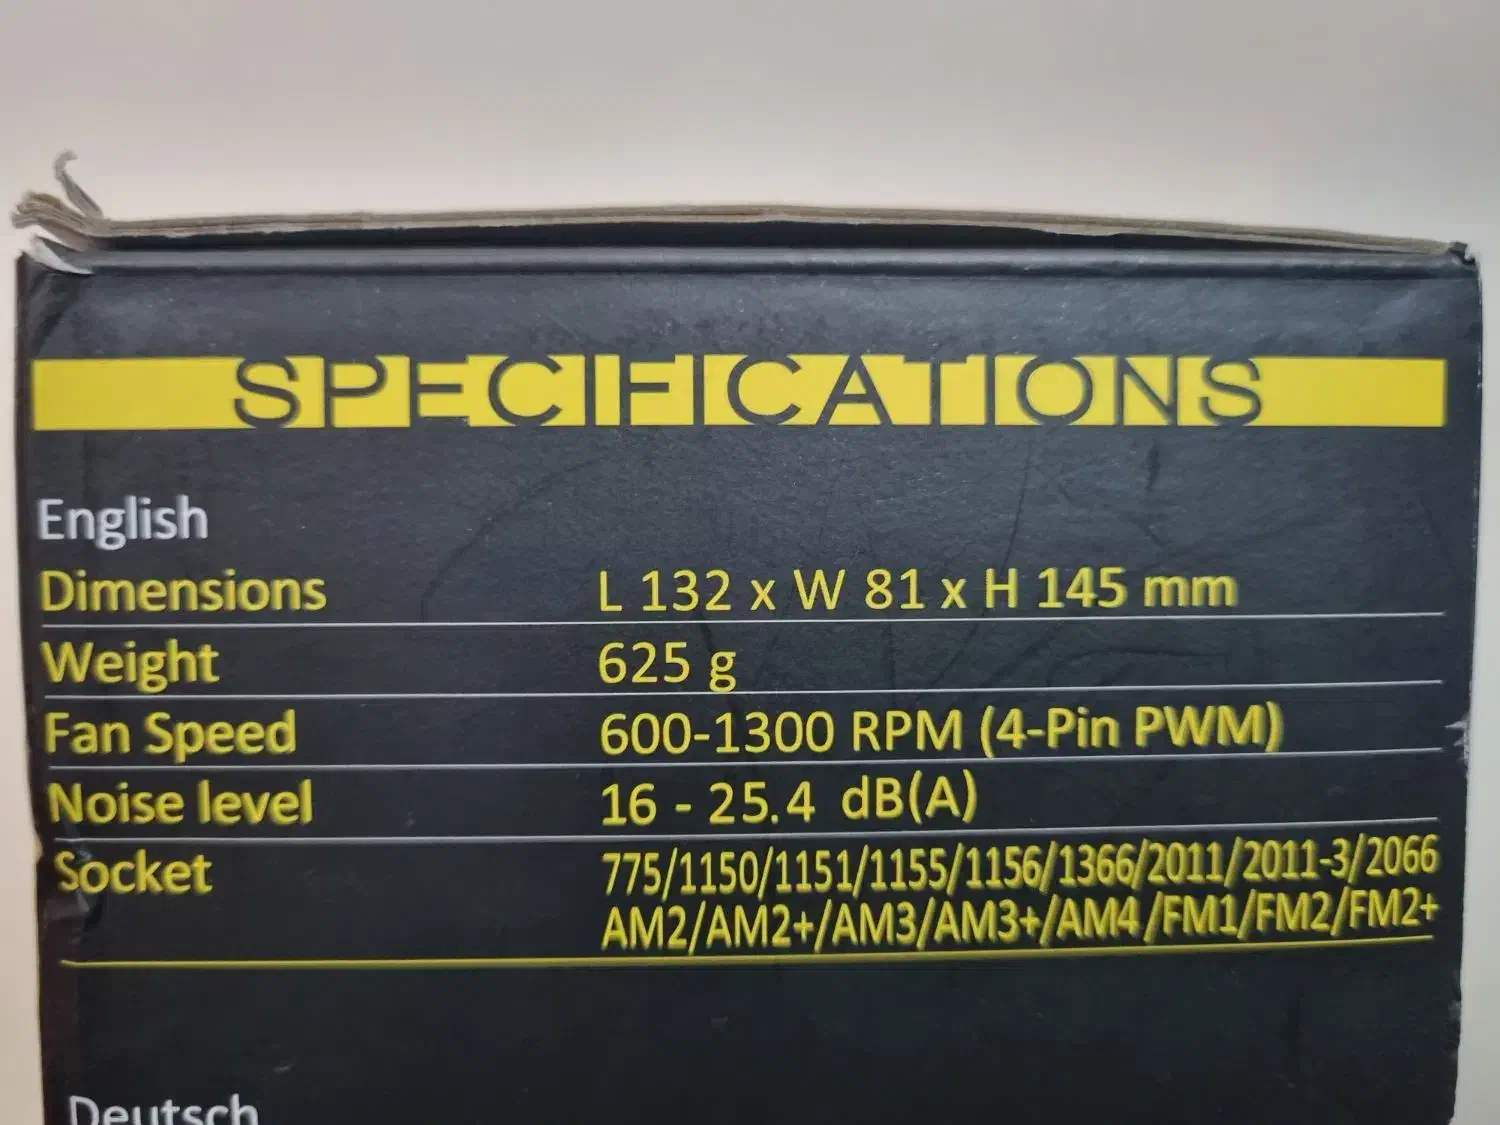 SPECIFICATIONS
English
Dimensions L 132 x W 81 x H 145 mm
Weight 625 g
Fan Speed 600-1300 RPM (4-Pin PWM)
Noise level 16 - 25.4 dB(A)
Socket 775/1150/1151/1155/1156/1366/2011/2011-3/2066
AM2/AM2+/AM3/AM3+/AM4 /FM1/FM2/FM2+
Deutsch